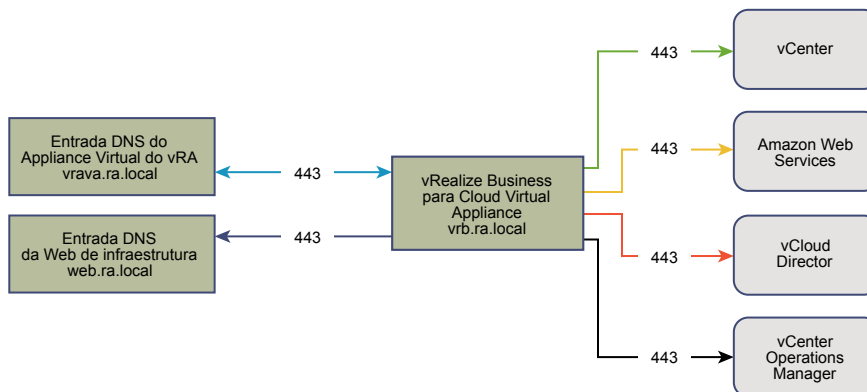 Entrada DNS do
Appliance Virtual do vRA
vrava.ra.local
443
Entrada DNS
da Web de infraestrutura
web.ra.local
443
vRealize Business
para Cloud Virtual
Appliance
vrb.ra.local
443
vCenter
443
Amazon Web
Services
443
vCloud
Director
443
vCenter
Operations
Manager